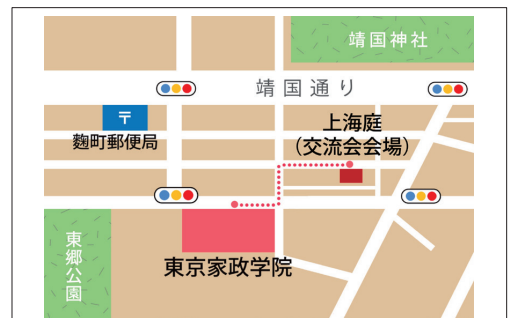 靖国神社
靖国通り
〒
麴町郵便局
上海庭
（交流会会場）
東郷公園
東京家政学院